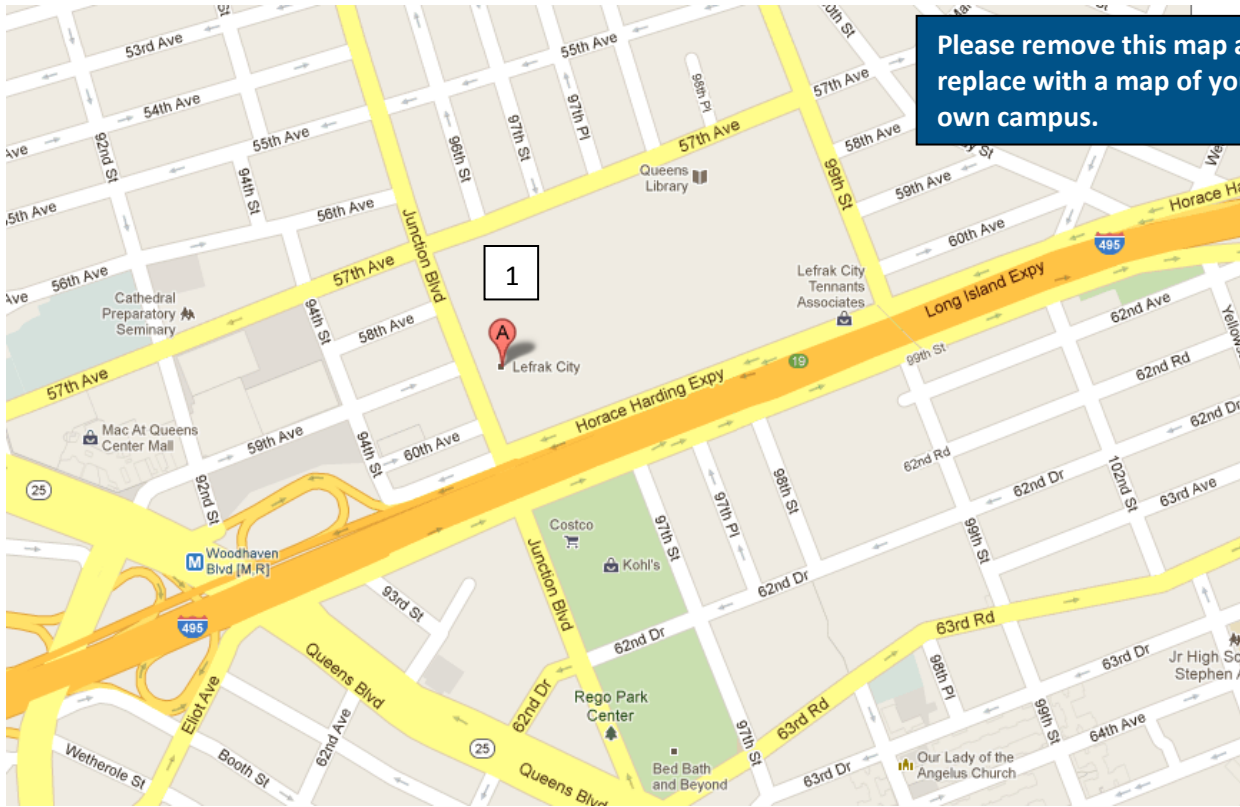 53rd Ave
55th Ave
Please remove this map a
replace with a map of yo
own campus.
54th Ave
97th Pl
98th Pl
57th Ave
92nd St
55th Ave
96th St
97th St
57th Ave
58th Ave
Queens
Library
94th St
99th St
59th Ave
56th Ave
Junction Blvd
60th Ave
Horace Ha
495
1
57th Ave
Lefrak City
Tennants
Associates
Long Island Expy
56th Ave
Cathedral
Preparatory
Seminary
94th St
58th Ave
A
Lefrak City
62nd Ave
99th St
19
62nd Rd
57th Ave
Horace Harding Expy
Mac At Queens
Center Mall
59th Ave
94th St
60th Ave
62nd Dr
62nd Rd
102nd St
25
92nd St
97th Pl
98th St
62nd Dr
63rd Ave
Costco
97th St
99th St
M
Woodhaven
Blvd [M,R]
Kohl's
62nd Dr
93rd St
Junction Blvd
495
62nd Dr
63rd Rd
Queens Blvd
Eliot Ave
62nd Dr
Rego Park
Center
98th Pl
63rd Dr
Jr High Sc
Stephen A
62nd Ave
63rd Rd
97th St
99th St
64th Ave
Wetherole St
Booth St
25
Queens Blvd
Bed Bath
and Beyond
63rd Dr
Our Lady of the
Angelus Church